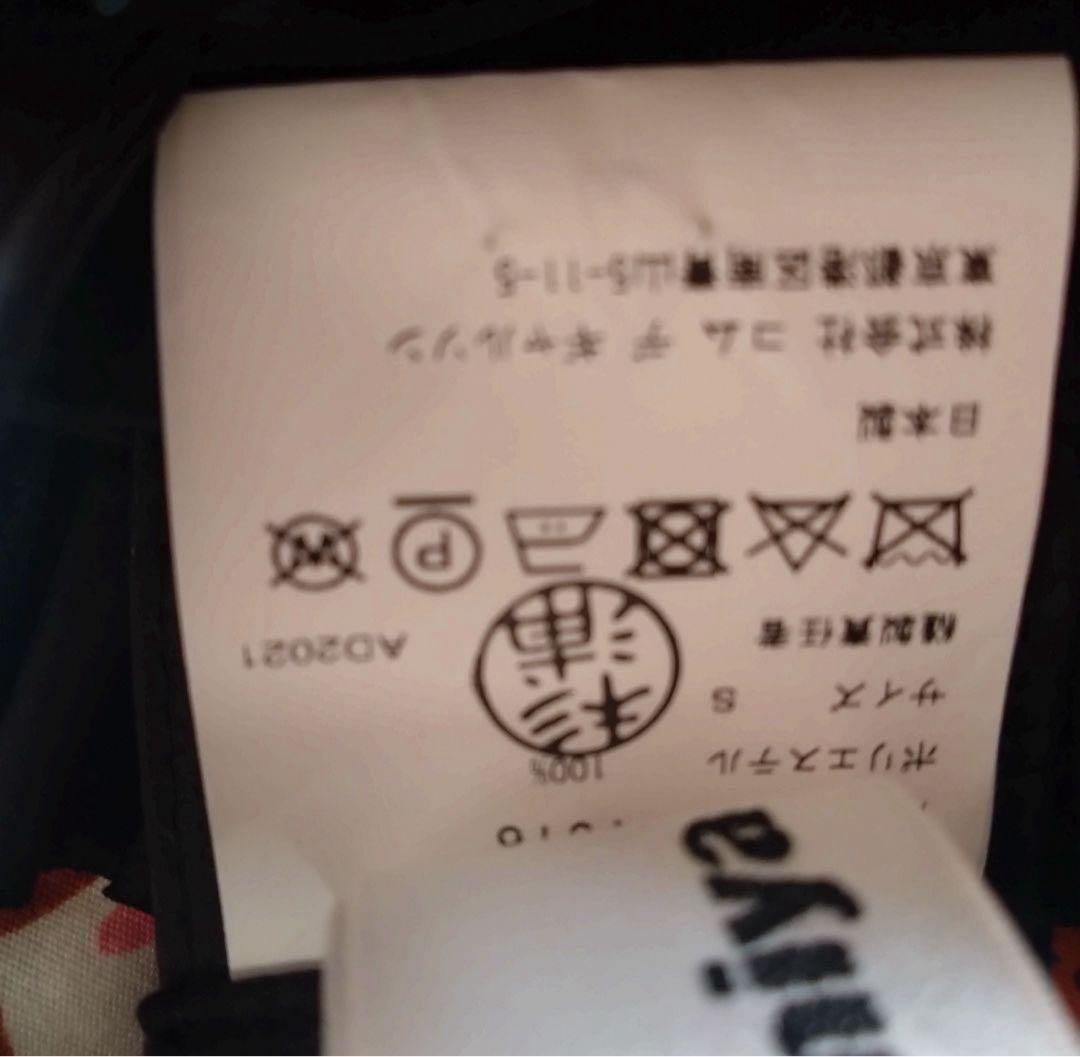 ポリエステル 100%
サイズ S
縫製責任者 杉浦 AD2021
P W
日本製
株式会社 コム デ ギャルソン
東京都港区南青山5-11-5